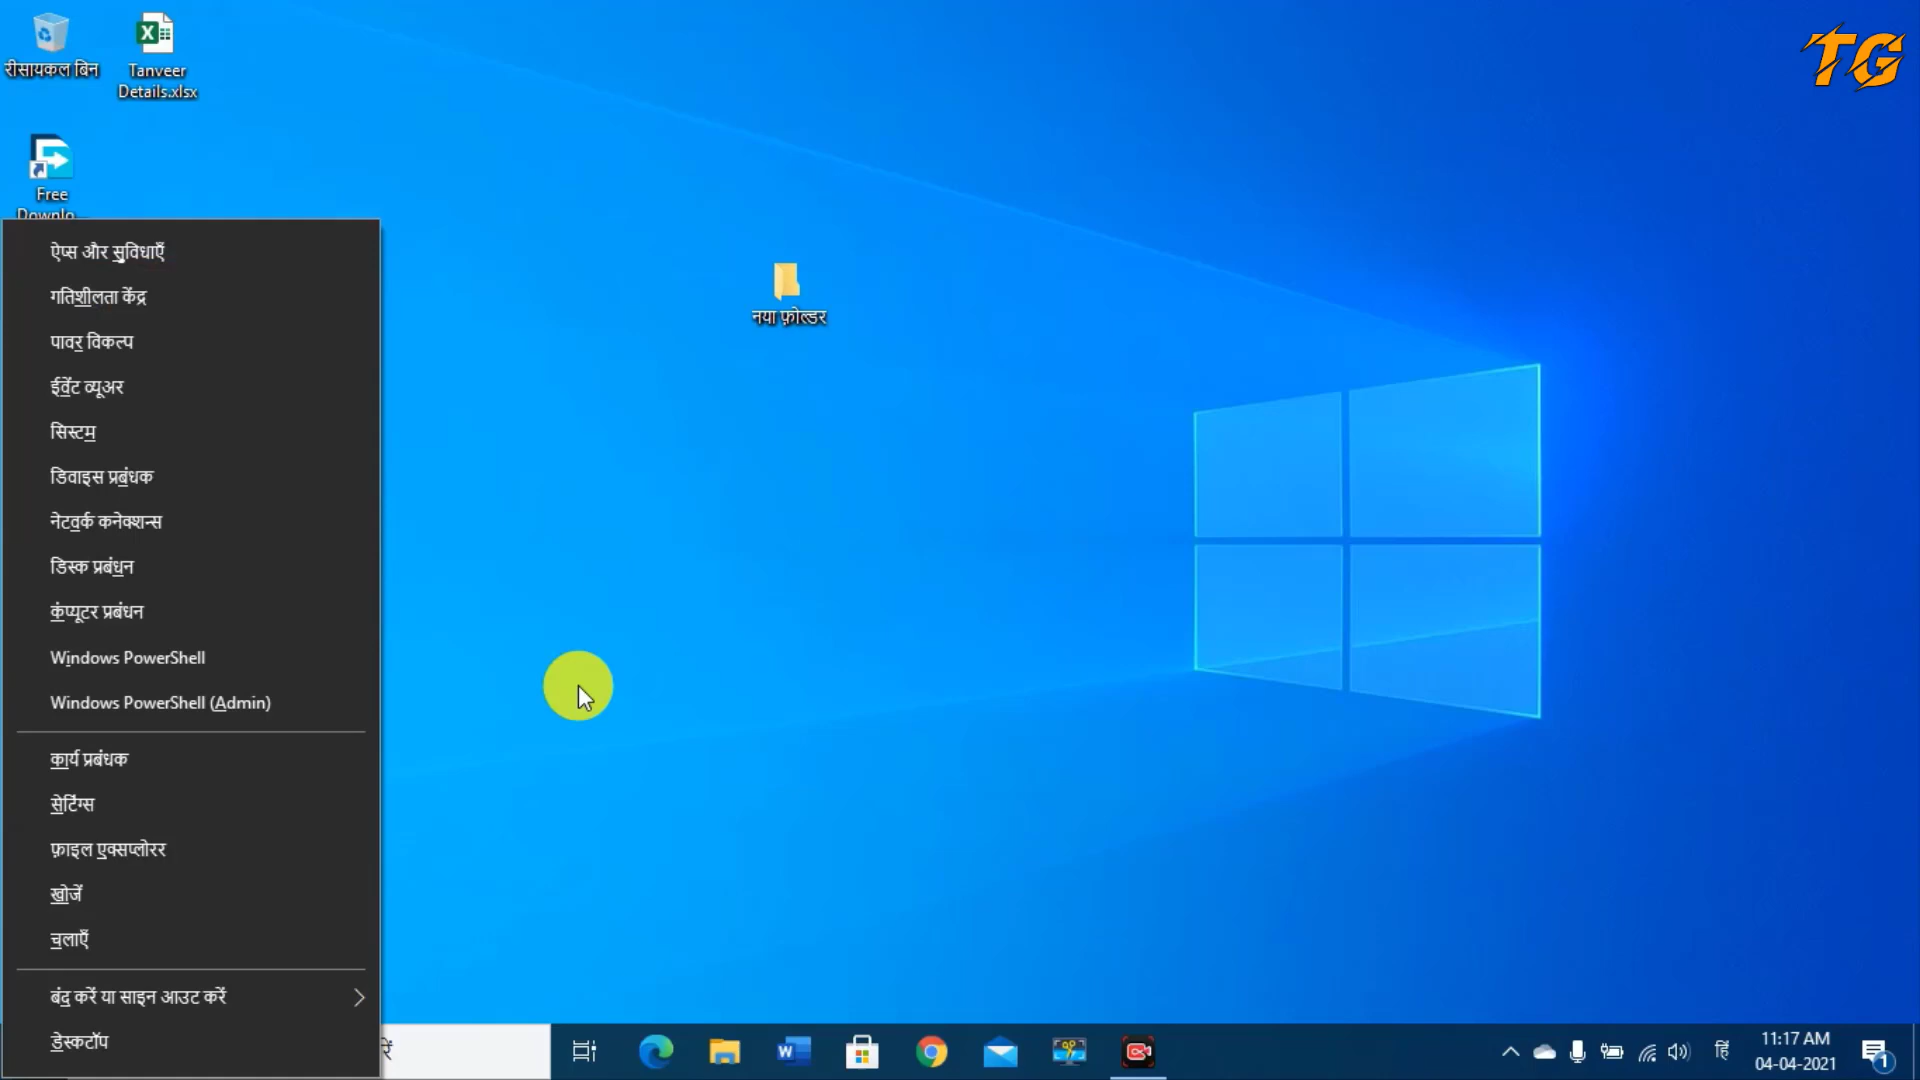 रीसायकल बिन
Tanveer
Details.xlsx
TG
Free
Downlo...
नया फ़ोल्डर
ऐप्स और सुविधाएँ
गतिशीलता केंद्र
पावर विकल्प
ईवेंट व्यूअर
सिस्टम
डिवाइस प्रबंधक
नेटवर्क कनेक्शन्स
डिस्क प्रबंधन
कंप्यूटर प्रबंधन
Windows PowerShell
Windows PowerShell (Admin)
कार्य प्रबंधक
सेटिंग्स
फ़ाइल एक्सप्लोरर
खोजें
चलाएँ
बंद करें या साइन आउट करें
डेस्कटॉप
हिं
11:17 AM
04-04-2021
1